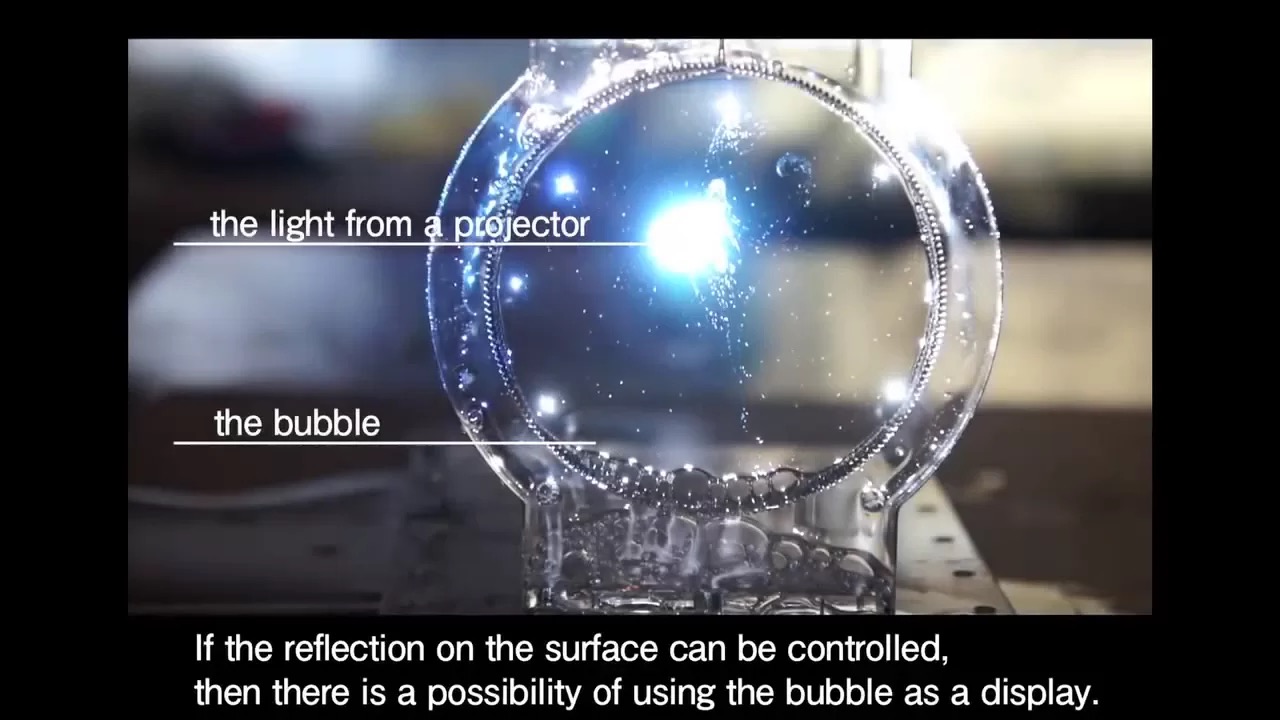 the light from a projector
the bubble
If the reflection on the surface can be controlled,
then there is a possibility of using the bubble as a display.